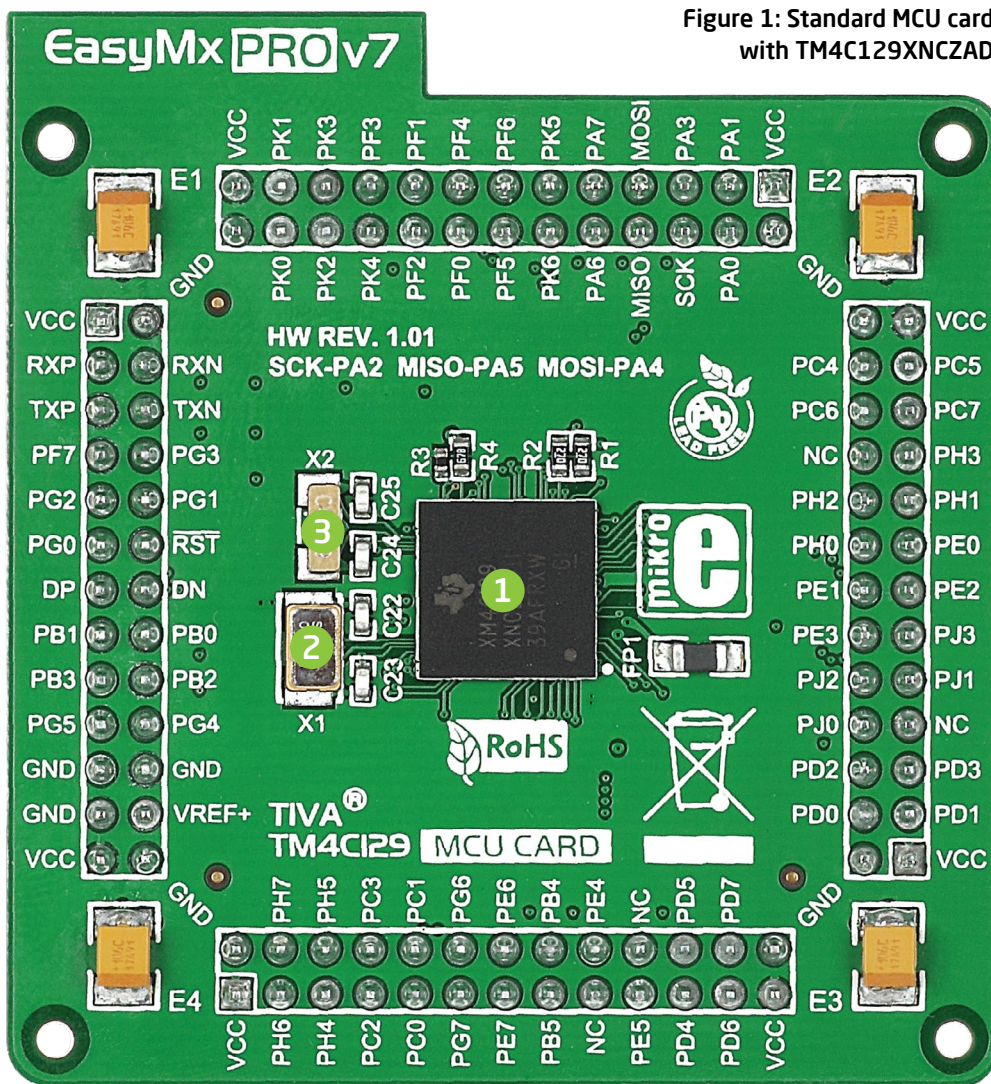 Figure 1: Standard MCU card
with TM4C129XNCZAD
EasyMx PRO v7
VCC PK1 PK3 PF3 PF1 PF4 PF6 PK5 PA7 MOSI PA3 PA1 VCC
E1
E2
GND PK0 PK2 PK4 PF2 PF0 PF5 PK6 PA6 MISO SCK PA0 GND
HW REV. 1.01
SCK-PA2 MISO-PA5 MOSI-PA4
VCC
RXP RXN
TXP TXN
PF7 PG3
PG2 PG1
PG0 RST
DP DN
PB1 PB0
PB3 PB2
PG5 PG4
GND GND
GND VREF+
VCC
GND
Pb
LEAD FREE
R3 R4 R2 R1
X2
C25
C24
C22
C23
X1
3
2
1
mikro
e
FP1
VCC
PC4 PC5
PC6 PC7
NC PH3
PH2 PH1
PH0 PE0
PE1 PE2
PE3 PJ3
PJ2 PJ1
PJ0 NC
PD2 PD3
PD0 PD1
VCC
GND
RoHS
TIVA®
TM4C129 MCU CARD
PH7 PH5 PC3 PC1 PG6 PE6 PB4 PE4 NC PD5 PD7
E4
E3
VCC PH6 PH4 PC2 PC0 PG7 PE7 PB5 NC PE5 PD4 PD6 VCC